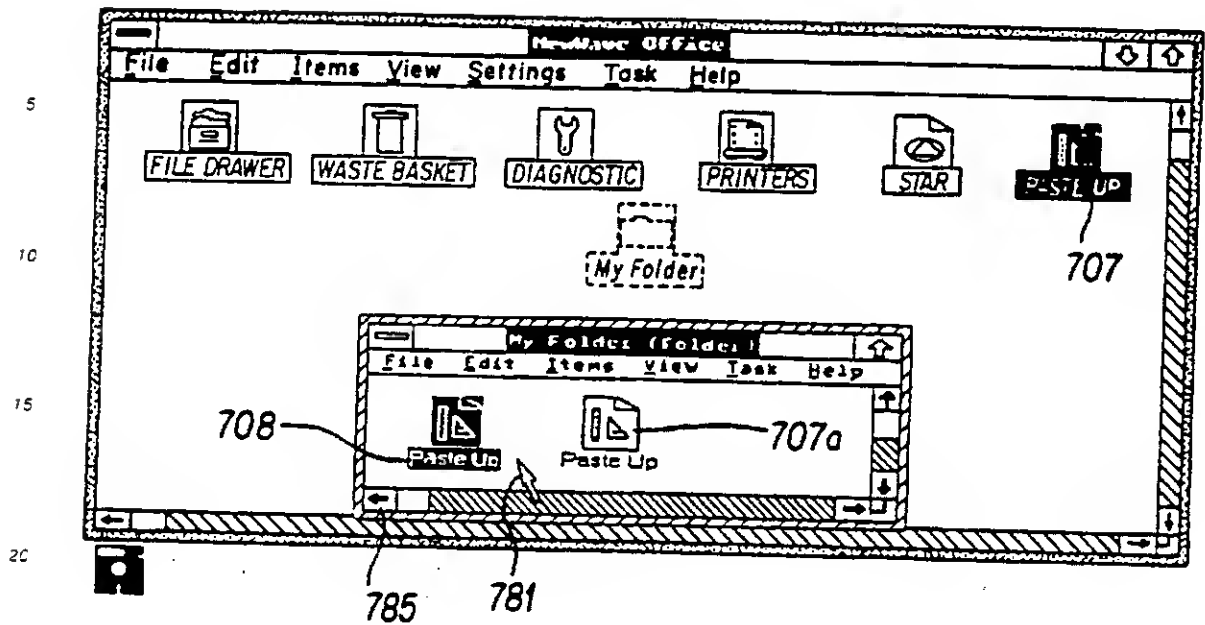 NewWave Office
File Edit Items View Settings Task Help
5
FILE DRAWER WASTE BASKET DIAGNOSTIC PRINTERS STAR PASTE UP
707
10
My Folder
My Folder (Folder)
File Edit Items View Task Help
15
708 707a
Paste Up Paste Up
20
785 781